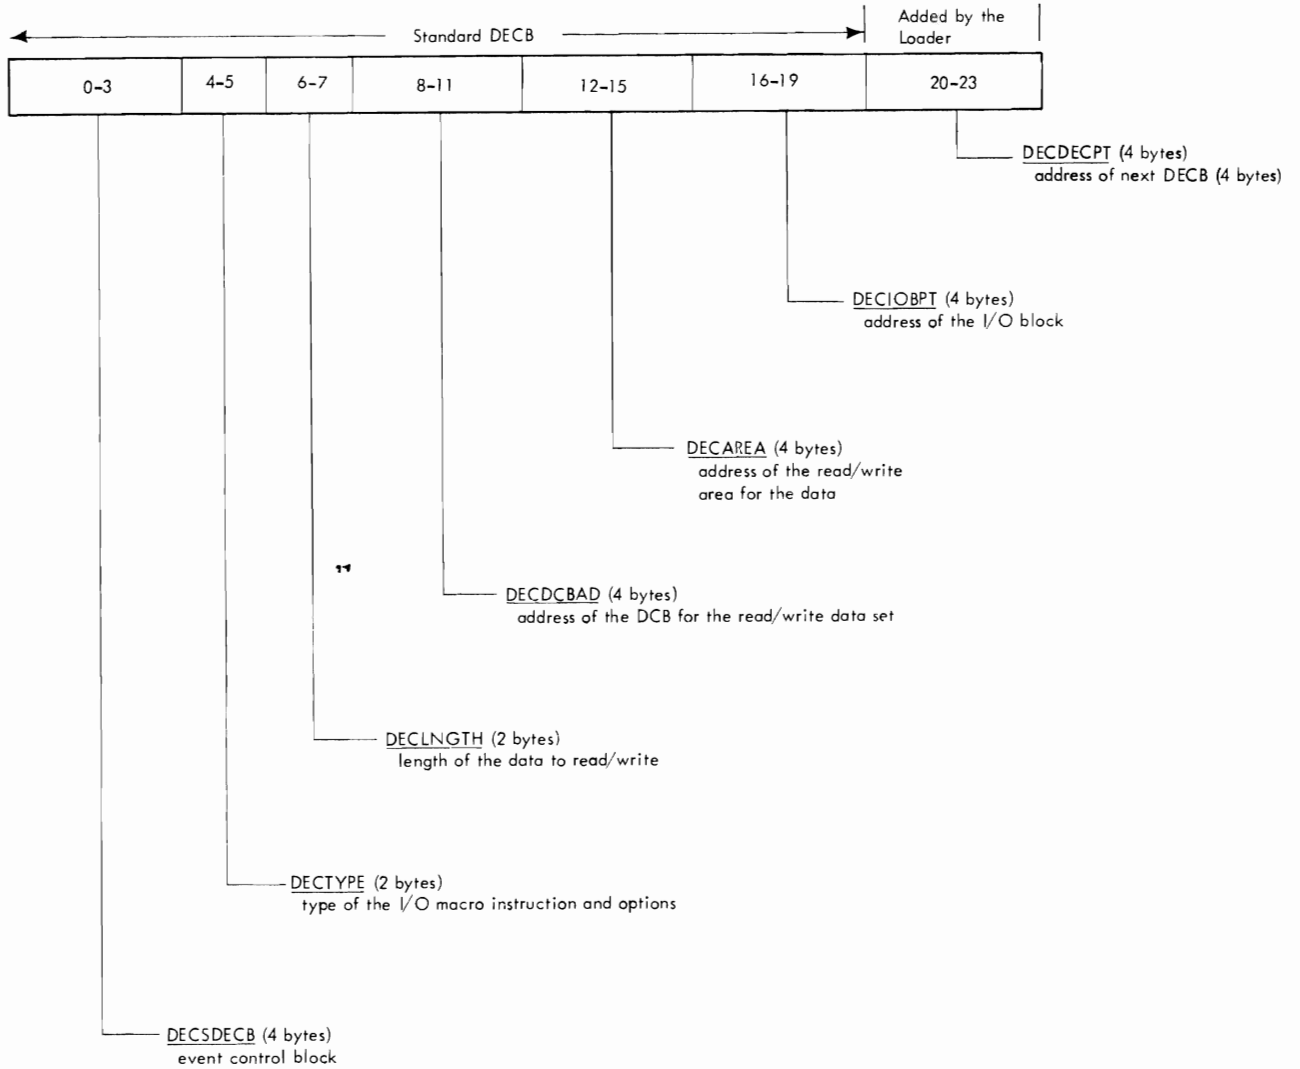 Added by the
Loader
Standard DECB
0-3 4-5 6-7 8-11 12-15 16-19 20-23
DECDECPT (4 bytes)
address of next DECB (4 bytes)
DECIOBPT (4 bytes)
address of the I/O block
DECAREA (4 bytes)
address of the read/write
area for the data
DECDCBAD (4 bytes)
address of the DCB for the read/write data set
DECLNGTH (2 bytes)
length of the data to read/write
DECTYPE (2 bytes)
type of the I/O macro instruction and options
DECSDECB (4 bytes)
event control block